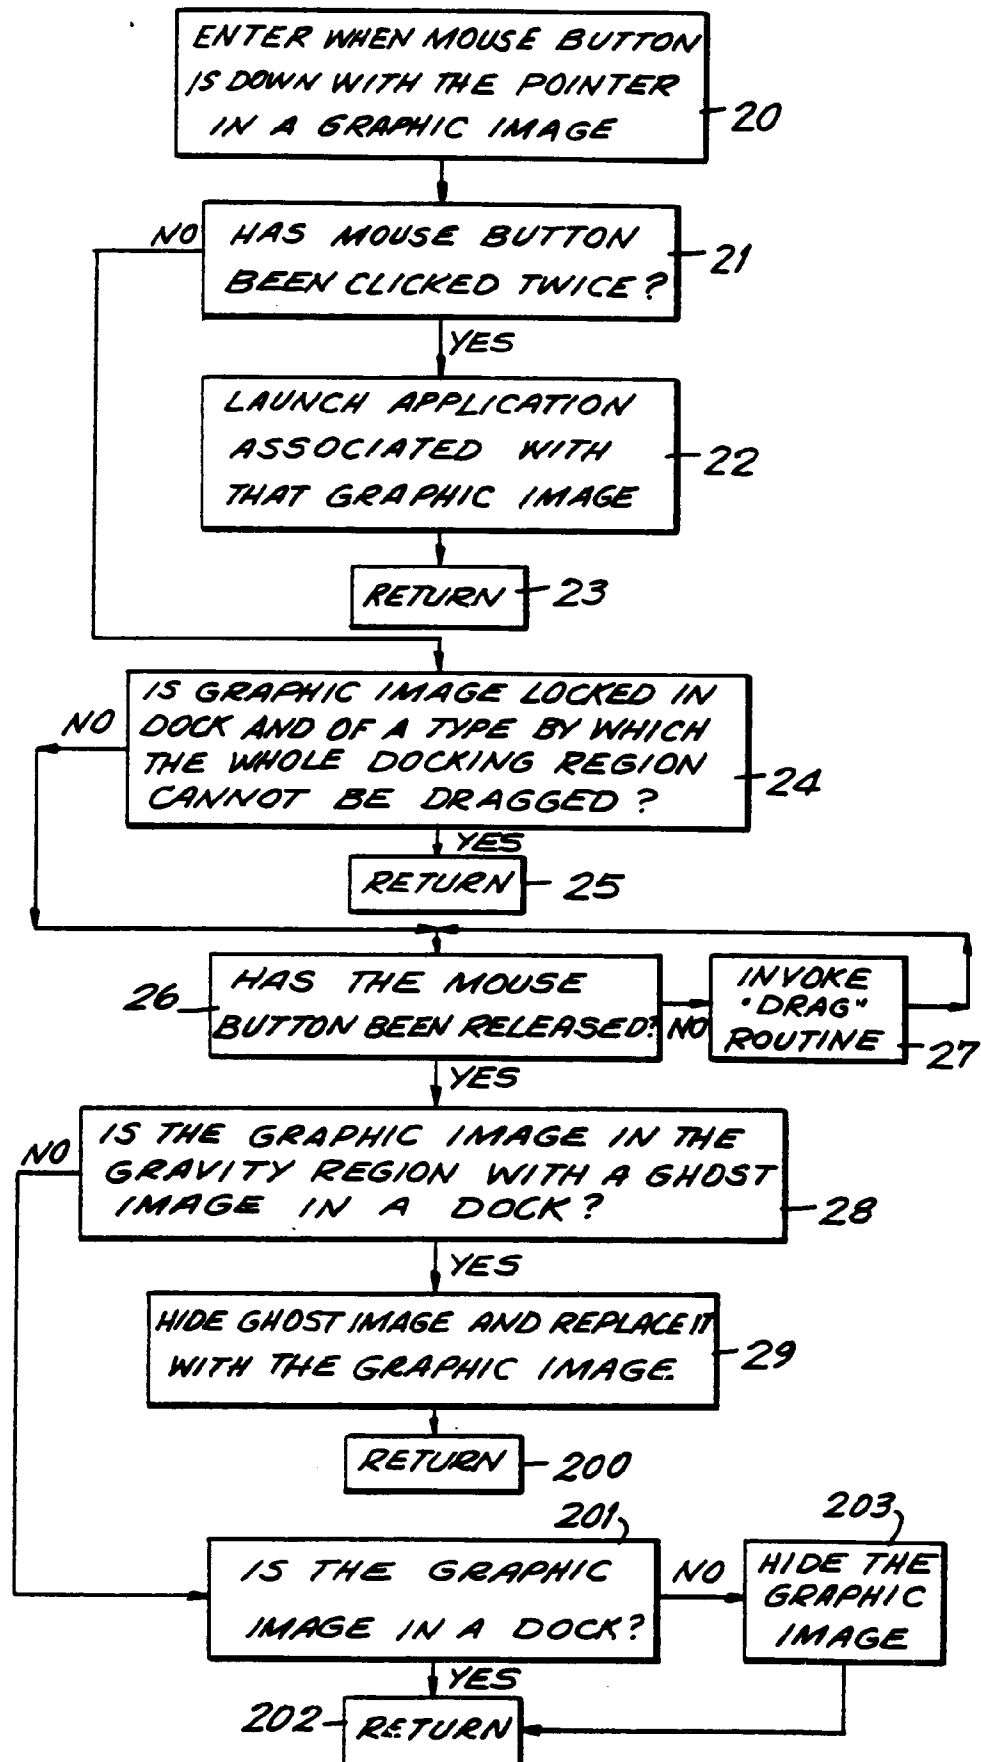 ENTER WHEN MOUSE BUTTON
IS DOWN WITH THE POINTER
IN A GRAPHIC IMAGE
20
NO
HAS MOUSE BUTTON
BEEN CLICKED TWICE?
21
YES
LAUNCH APPLICATION
ASSOCIATED WITH
THAT GRAPHIC IMAGE
22
RETURN
23
NO
IS GRAPHIC IMAGE LOCKED IN
DOCK AND OF A TYPE BY WHICH
THE WHOLE DOCKING REGION
CANNOT BE DRAGGED?
24
YES
RETURN
25
26
HAS THE MOUSE
BUTTON BEEN RELEASED?
NO
INVOKE
"DRAG"
ROUTINE
27
YES
NO
IS THE GRAPHIC IMAGE IN THE
GRAVITY REGION WITH A GHOST
IMAGE IN A DOCK?
28
YES
HIDE GHOST IMAGE AND REPLACE IT
WITH THE GRAPHIC IMAGE.
29
RETURN
200
201
IS THE GRAPHIC
IMAGE IN A DOCK?
NO
203
HIDE THE
GRAPHIC
IMAGE
YES
202
RETURN